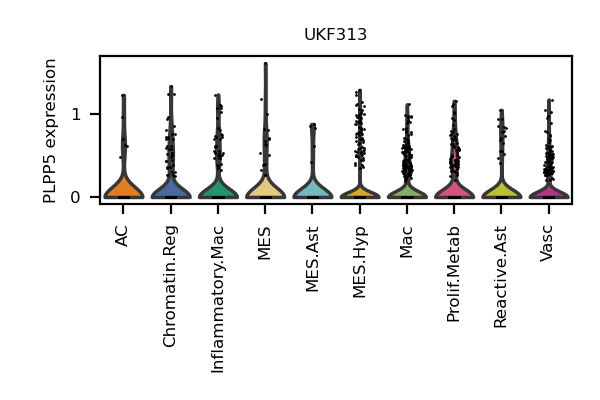 UKF313
PLPP5 expression
1
0
AC
Chromatin.Reg
Inflammatory.Mac
MES
MES.Ast
MES.Hyp
Mac
Prolif.Metab
Reactive.Ast
Vasc